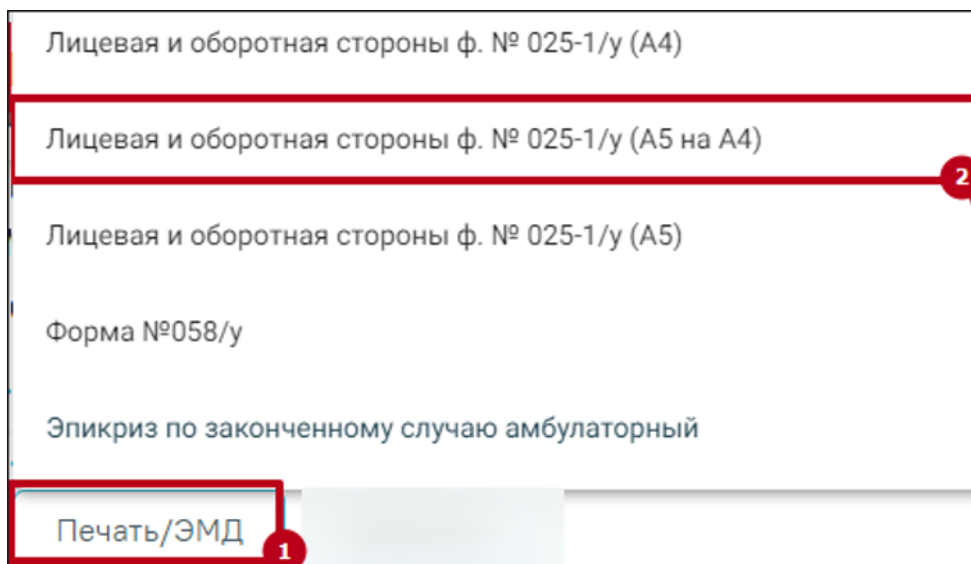 Лицевая и оборотная стороны ф. № 025-1/у (А4)
Лицевая и оборотная стороны ф. № 025-1/у (А5 на А4)
2
Лицевая и оборотная стороны ф. № 025-1/у (А5)
Форма №058/у
Эпикриз по законченному случаю амбулаторный
Печать/ЭМД
1